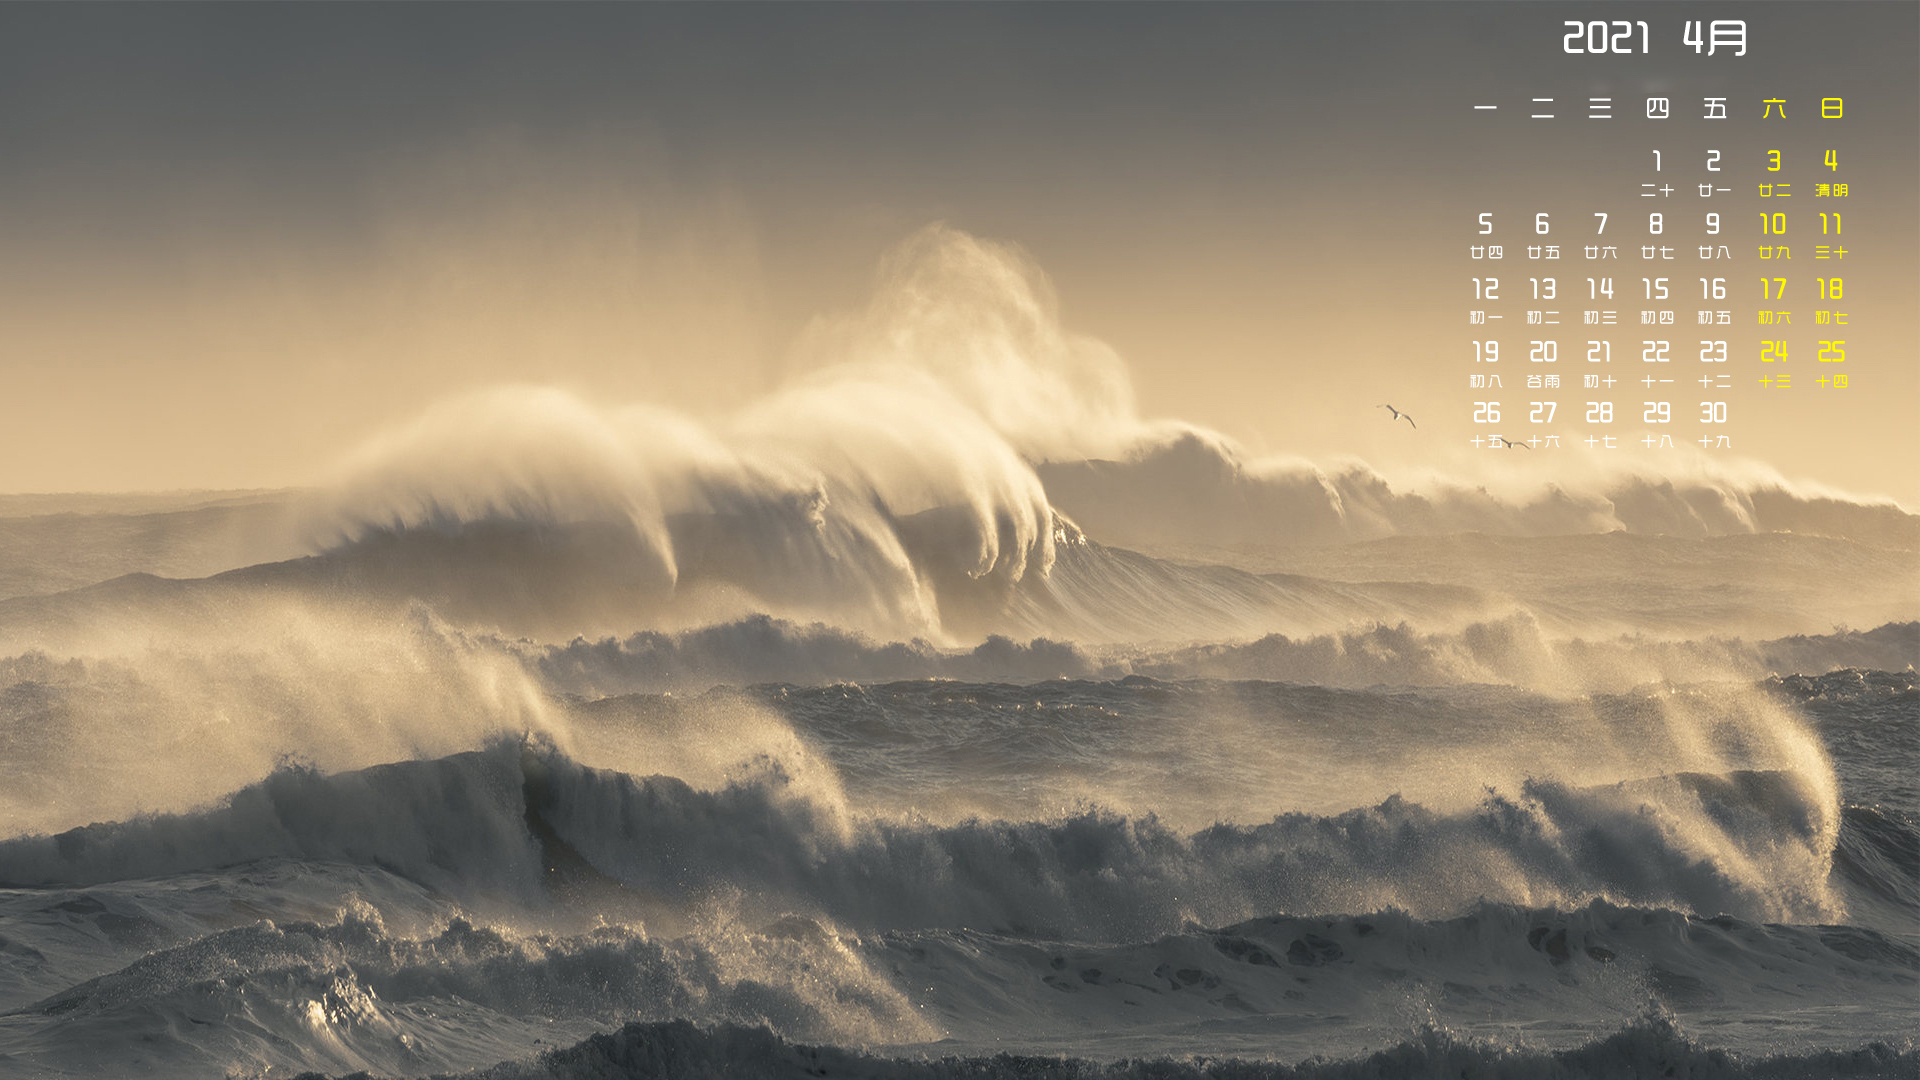 2021 4月
一 二 三 四 五 六 日
1 2 3 4
二十 廿一 廿二 清明
5 6 7 8 9 10 11
廿四 廿五 廿六 廿七 廿八 廿九 三十
12 13 14 15 16 17 18
初一 初二 初三 初四 初五 初六 初七
19 20 21 22 23 24 25
初八 谷雨 初十 十一 十二 十三 十四
26 27 28 29 30
十五 十六 十七 十八 十九